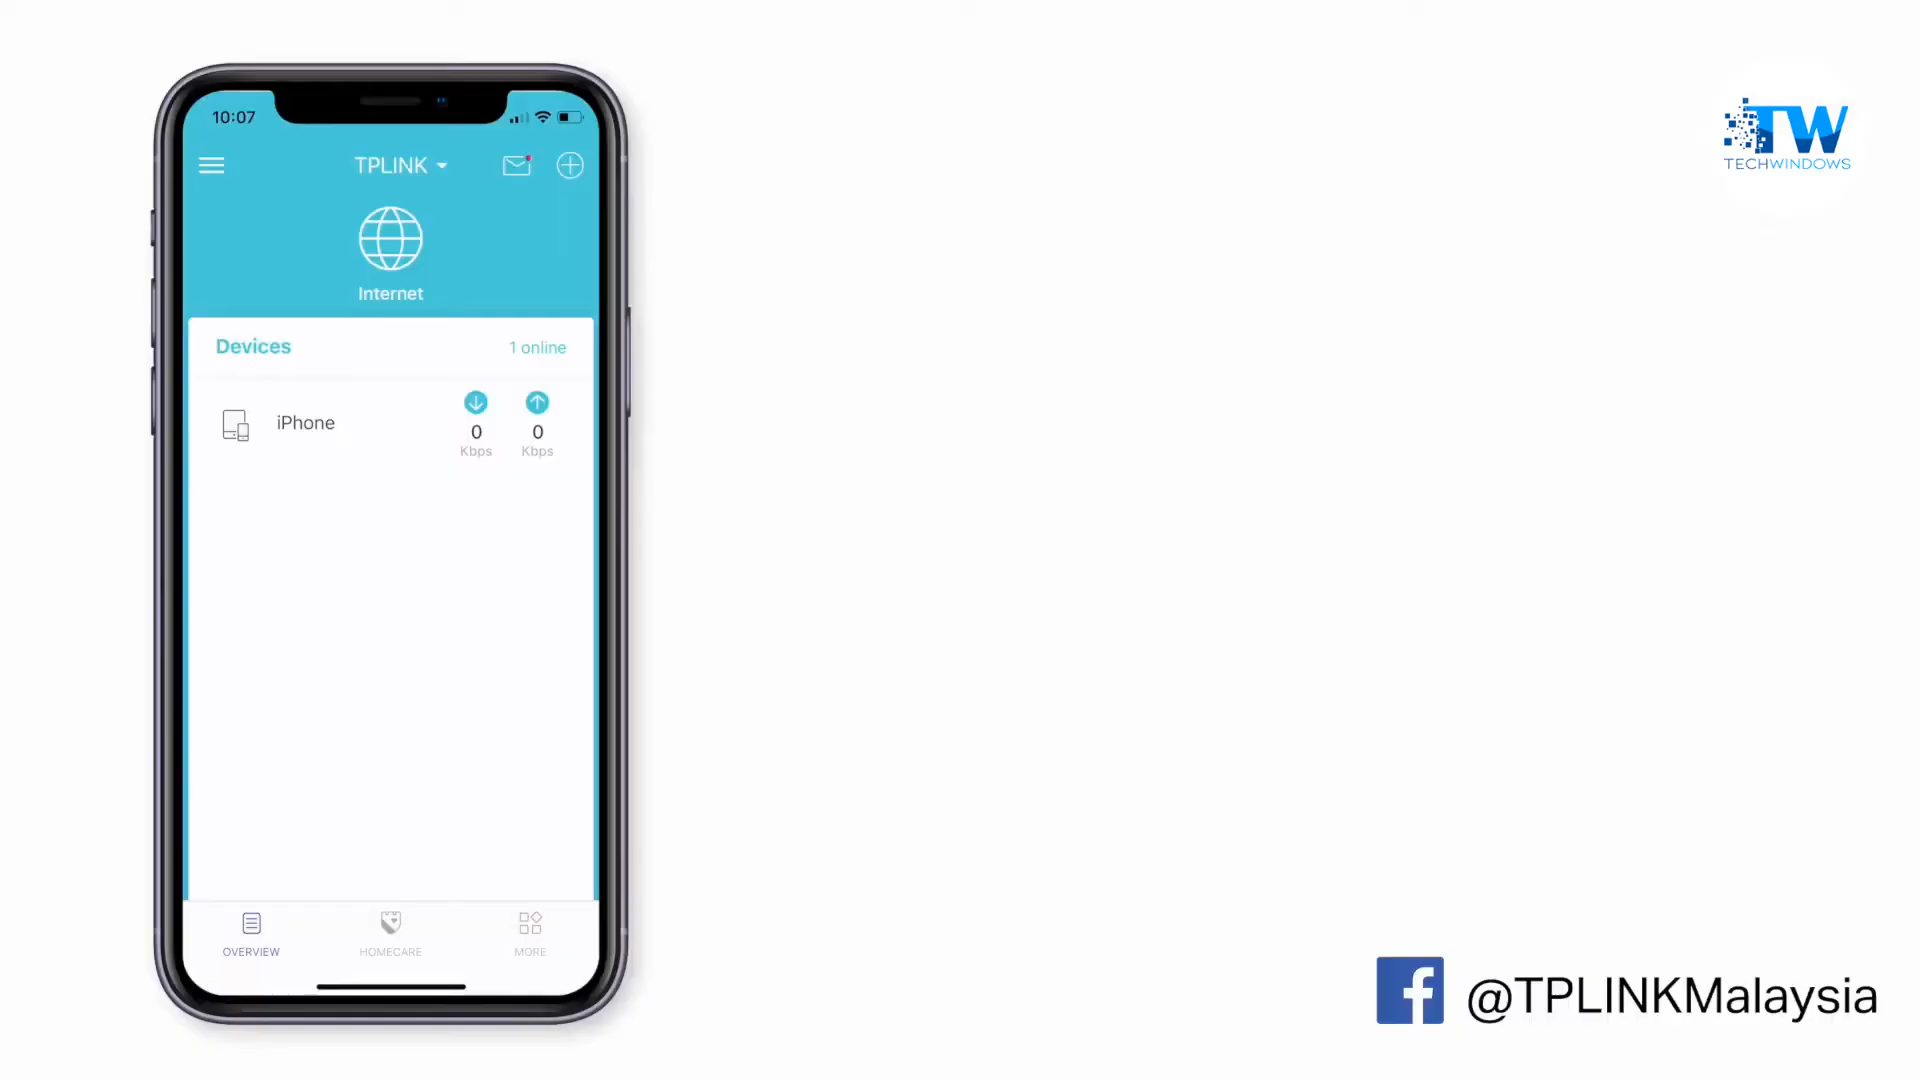 10:07
TPLINK
Internet
Devices
1 online
iPhone
0
Kbps
0
Kbps
OVERVIEW
HOMECARE
MORE
TW
TECHWINDOWS
@TPLINKMalaysia